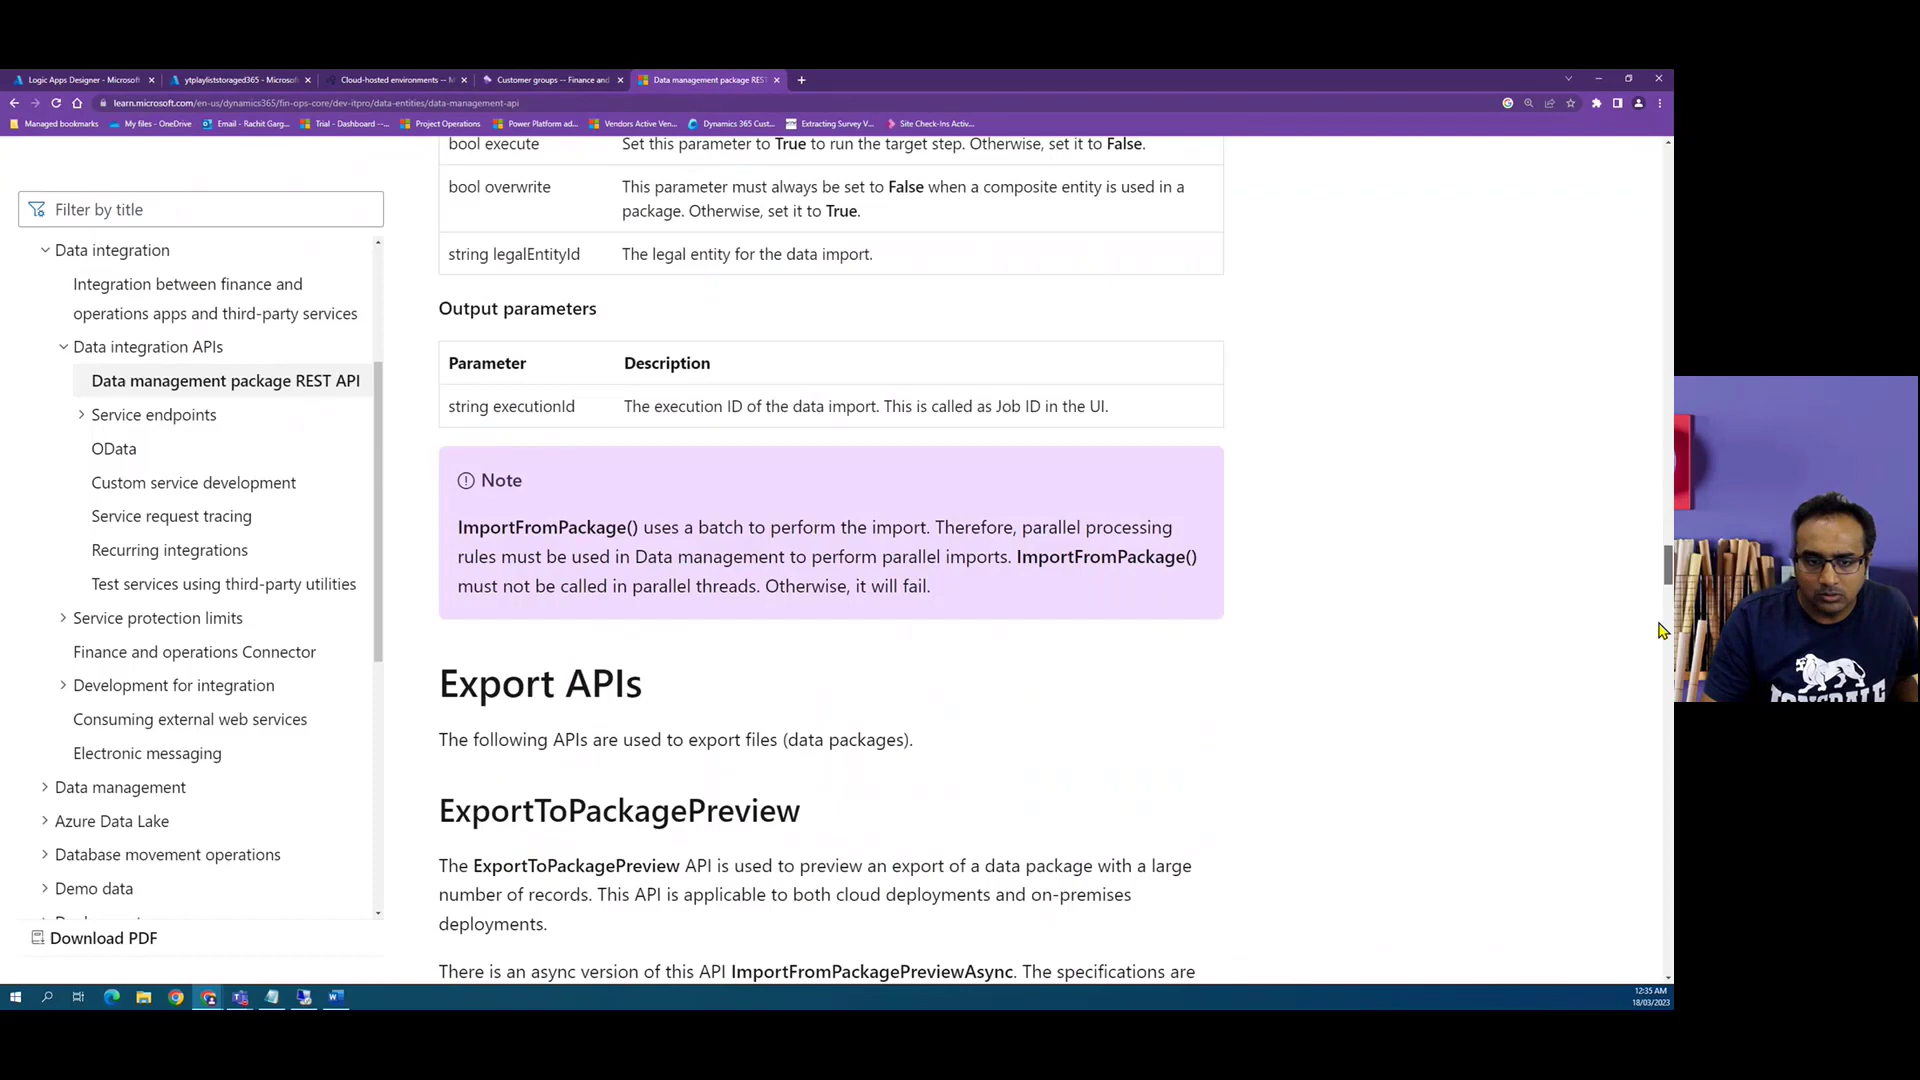 Logic Apps Designer - Microsoft
ytplayliststoraged365 - Microsoft
Cloud-hosted environments -- M
Customer groups -- Finance and
Data management package REST
learn.microsoft.com/en-us/dynamics365/fin-ops-core/dev-itpro/data-entities/data-management-api
Managed bookmarks
My files - OneDrive
Email - Rachit Garg...
Trial - Dashboard --...
Project Operations
Power Platform ad...
Vendors Active Ven...
Dynamics 365 Cust...
Extracting Survey V...
Site Check-Ins Activ...
Filter by title
Data integration
Integration between finance and
operations apps and third-party services
Data integration APIs
Data management package REST API
Service endpoints
OData
Custom service development
Service request tracing
Recurring integrations
Test services using third-party utilities
Service protection limits
Finance and operations Connector
Development for integration
Consuming external web services
Electronic messaging
Data management
Azure Data Lake
Database movement operations
Demo data
Download PDF
bool execute Set this parameter to True to run the target step. Otherwise, set it to False.
bool overwrite This parameter must always be set to False when a composite entity is used in a
package. Otherwise, set it to True.
string legalEntityId The legal entity for the data import.
Output parameters
Parameter Description
string executionId The execution ID of the data import. This is called as Job ID in the UI.
Note
ImportFromPackage() uses a batch to perform the import. Therefore, parallel processing
rules must be used in Data management to perform parallel imports. ImportFromPackage()
must not be called in parallel threads. Otherwise, it will fail.
Export APIs
The following APIs are used to export files (data packages).
ExportToPackagePreview
The ExportToPackagePreview API is used to preview an export of a data package with a large
number of records. This API is applicable to both cloud deployments and on-premises
deployments.
There is an async version of this API ImportFromPackagePreviewAsync. The specifications are
12:35 AM
18/03/2023